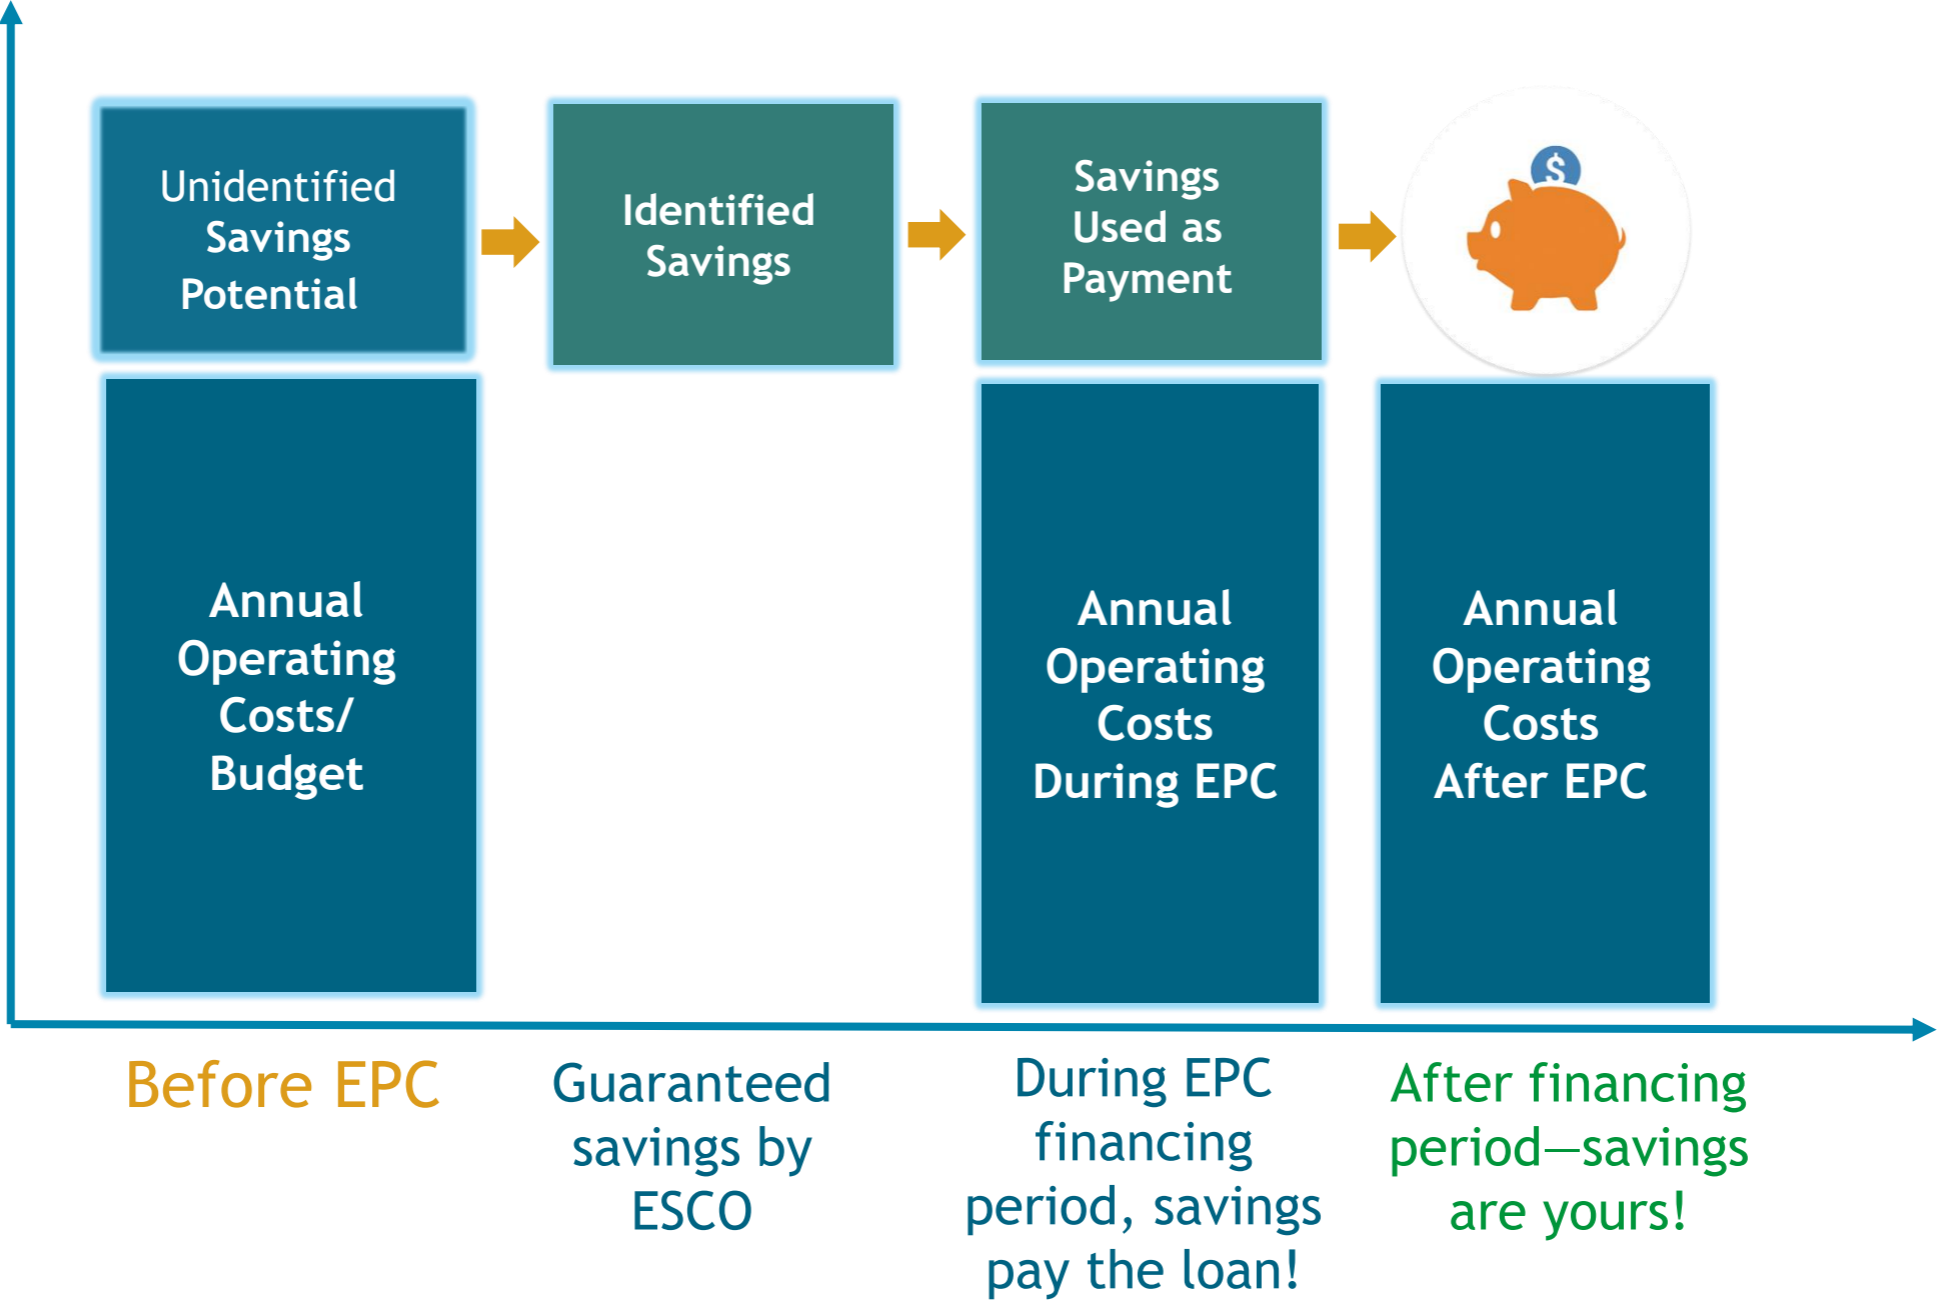 Unidentified
Savings
Potential
Identified
Savings
Savings
Used as
Payment
$
Annual
Operating
Costs/
Budget
Annual
Operating
Costs
During EPC
Annual
Operating
Costs
After EPC
Before EPC
Guaranteed
savings by
ESCO
During EPC
financing
period, savings
pay the loan!
After financing
period—savings
are yours!